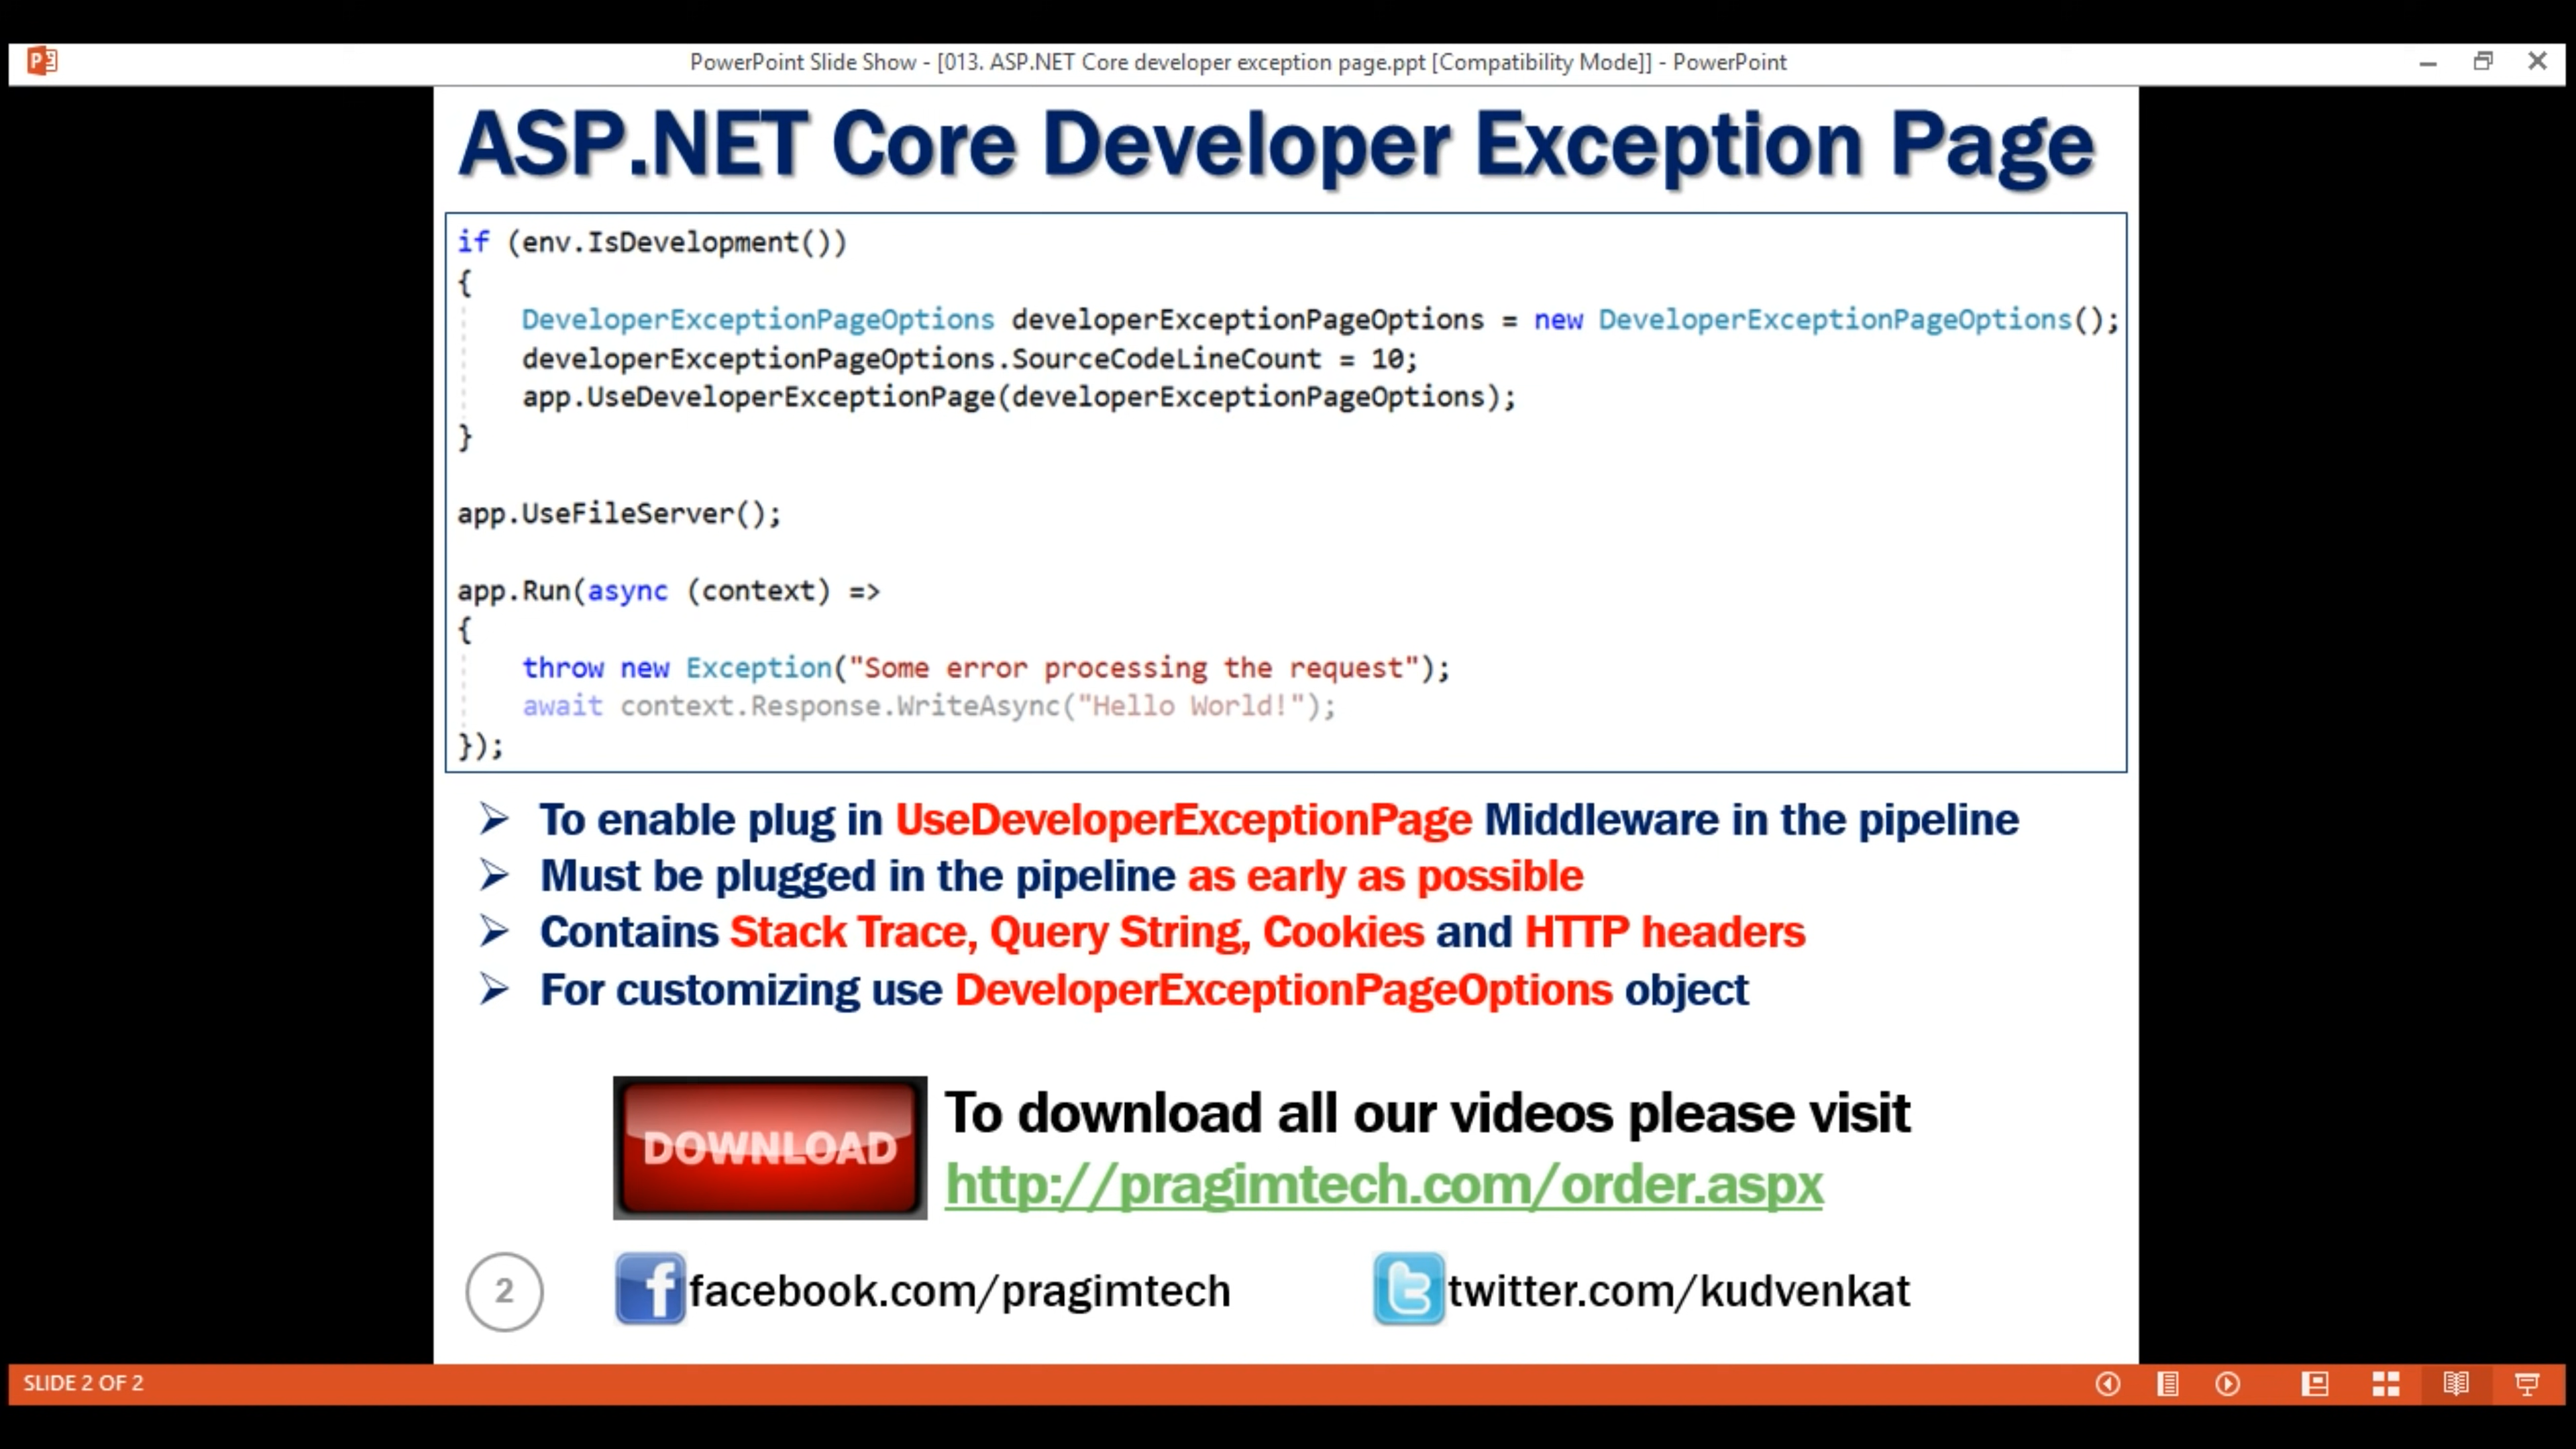 PowerPoint Slide Show - [013. ASP.NET Core developer exception page.ppt [Compatibility Mode]] - PowerPoint
ASP.NET Core Developer Exception Page
if (env.IsDevelopment())
{
DeveloperExceptionPageOptions developerExceptionPageOptions = new DeveloperExceptionPageOptions();
developerExceptionPageOptions.SourceCodeLineCount = 10;
app.UseDeveloperExceptionPage(developerExceptionPageOptions);
}
app.UseFileServer();
app.Run(async (context) =>
{
throw new Exception("Some error processing the request");
await context.Response.WriteAsync("Hello World!");
});
To enable plug in UseDeveloperExceptionPage Middleware in the pipeline
Must be plugged in the pipeline as early as possible
Contains Stack Trace, Query String, Cookies and HTTP headers
For customizing use DeveloperExceptionPageOptions object
DOWNLOAD
To download all our videos please visit
http://pragimtech.com/order.aspx
2
facebook.com/pragimtech
twitter.com/kudvenkat
SLIDE 2 OF 2